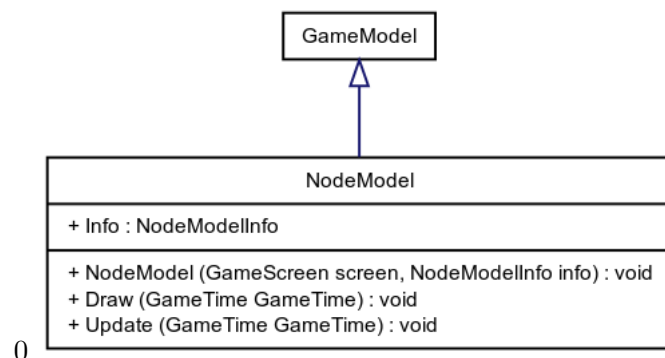 GameModel
NodeModel
+ Info : NodeModelInfo
+ NodeModel (GameScreen screen, NodeModelInfo info) : void
+ Draw (GameTime GameTime) : void
+ Update (GameTime GameTime) : void
0